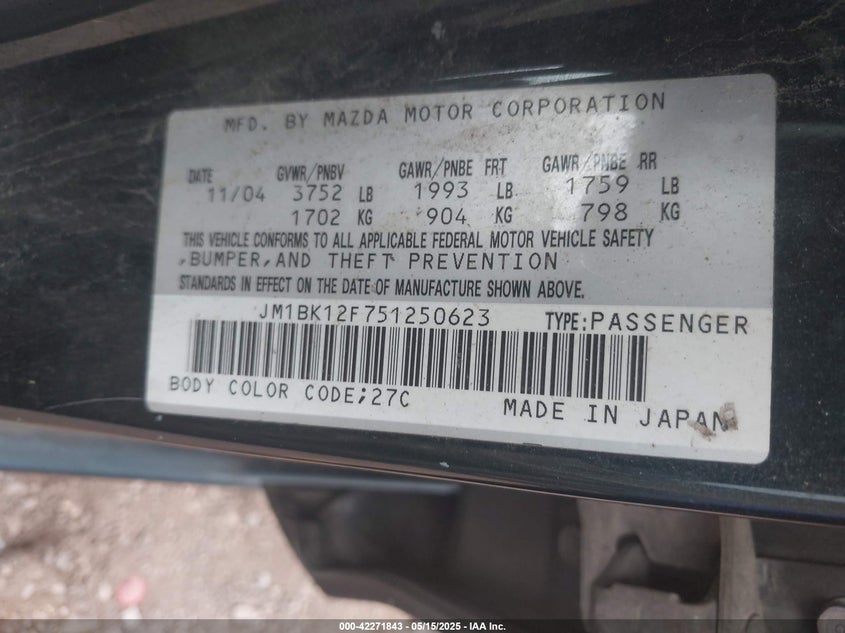 MFD. BY MAZDA MOTOR CORPORATION
DATE GVWR/PNBV GAWR/PNBE FRT GAWR/PNBE RR
11/04 3752 LB 1993 LB 1759 LB
1702 KG 904 KG 798 KG
THIS VEHICLE CONFORMS TO ALL APPLICABLE FEDERAL MOTOR VEHICLE SAFETY
,BUMPER,AND THEFT PREVENTION
STANDARDS IN EFFECT ON THE DATE OF MANUFACTURE SHOWN ABOVE.
JM1BK12F751250623 TYPE:PASSENGER
BODY COLOR CODE;27C
MADE IN JAPAN
000-42271843 — 05/15/2025 — IAA Inc.